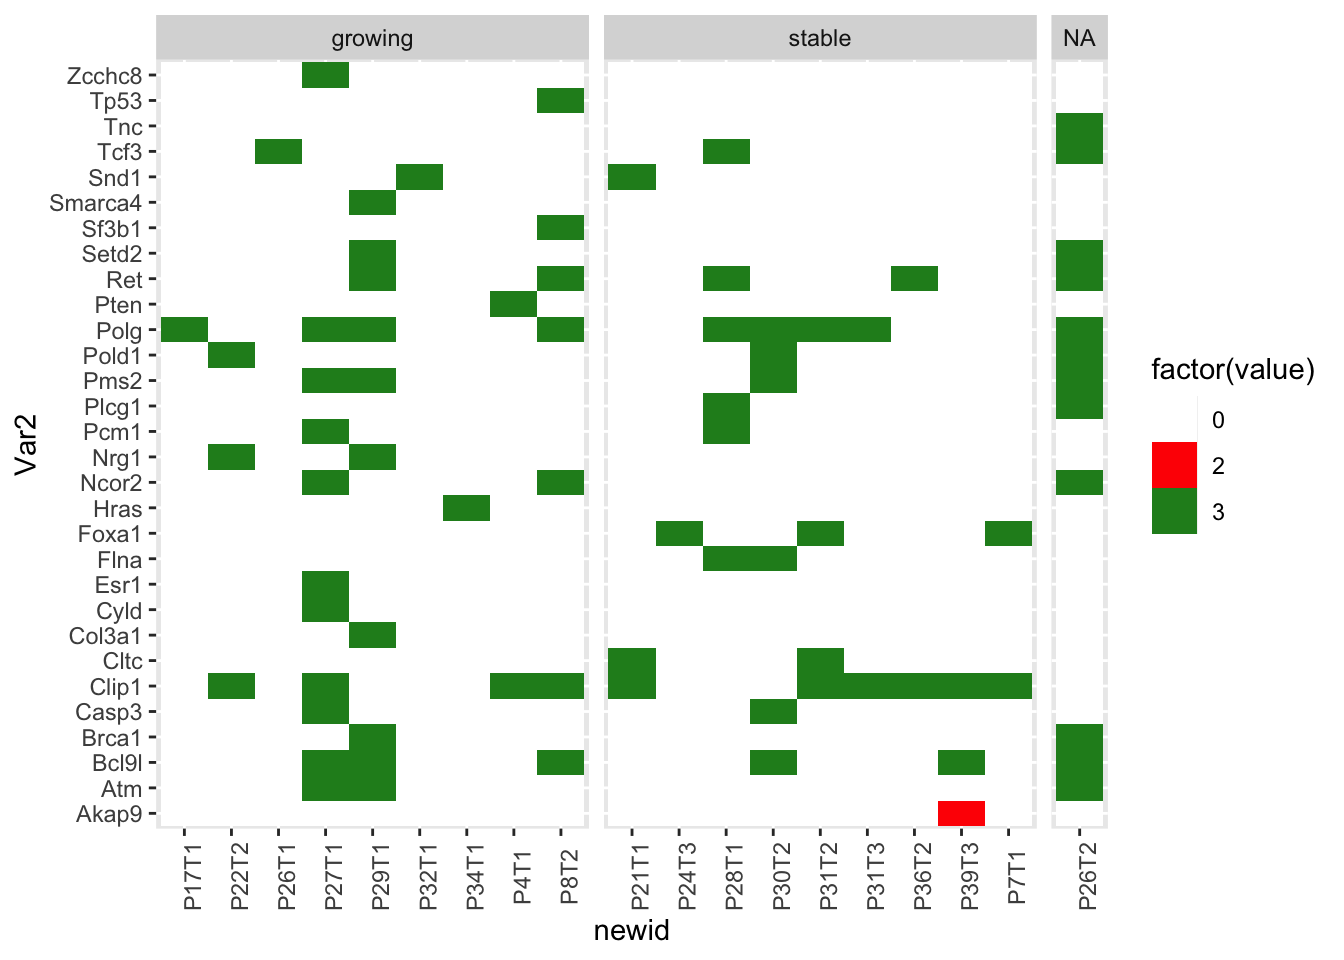 growing
stable
NA
Zcchc8
Tp53
Tnc
Tcf3
Snd1
Smarca4
Sf3b1
Setd2
Ret
Pten
Polg
Pold1
Pms2
Plcg1
Pcm1
Nrg1
Ncor2
Hras
Foxa1
Flna
Esr1
Cyld
Col3a1
Cltc
Clip1
Casp3
Brca1
Bcl9l
Atm
Akap9
Var2
P17T1
P22T2
P26T1
P27T1
P29T1
P32T1
P34T1
P4T1
P8T2
P21T1
P24T3
P28T1
P30T2
P31T2
P31T3
P36T2
P39T3
P7T1
P26T2
newid
factor(value)
0
2
3